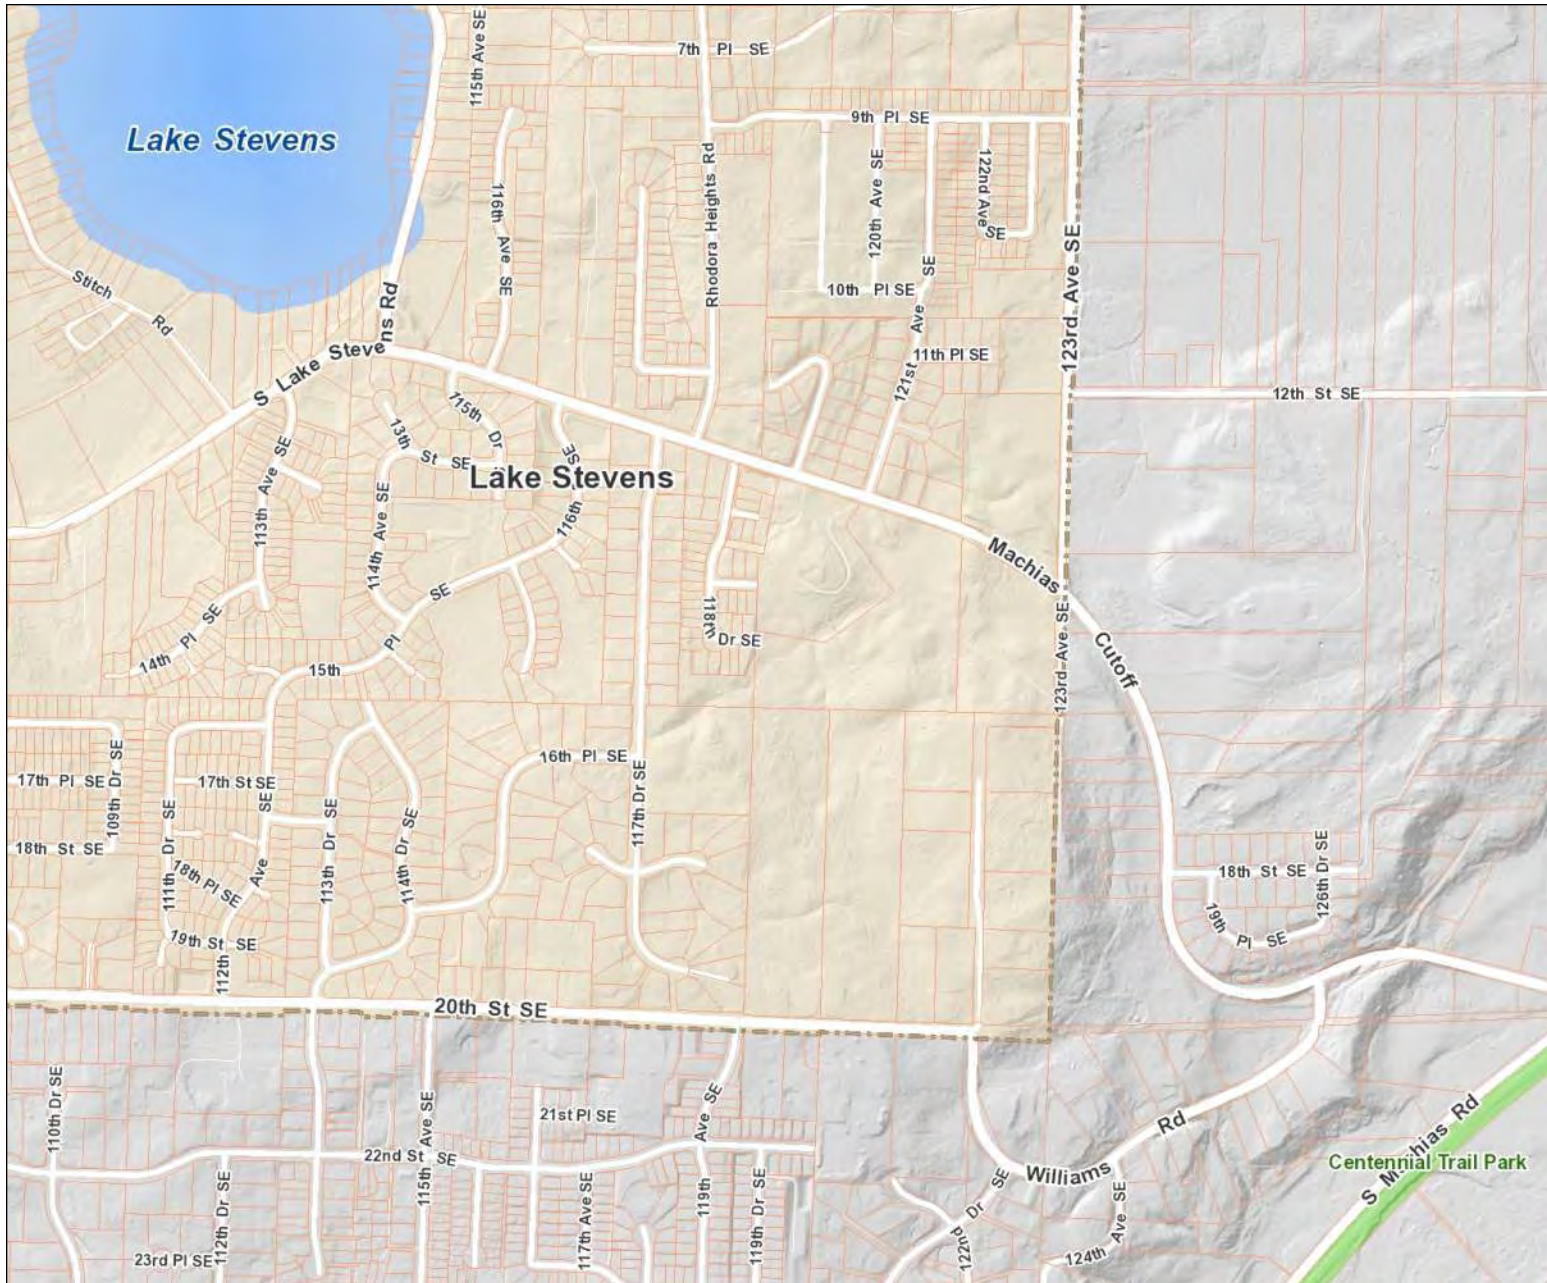 115th Ave SE
7th Pl SE
9th Pl SE
Lake Stevens
116th Ave SE
Rhodora Heights Rd
120th Ave SE
122nd Ave SE
123rd Ave SE
Stitch Rd
10th Pl SE
121st Ave SE
11th Pl SE
S Lake Stevens Rd
12th St SE
115th Dr
13th St SE
113th Ave SE
Lake Stevens
114th Ave SE
116th SE
Machias Cutoff
118th Dr SE
123rd Ave SE
14th Pl SE
15th Pl SE
16th Pl SE
17th Pl SE
109th Dr SE
17th St SE
18th St SE
111th Dr SE
18th Pl SE
113th Dr SE
114th Dr SE
117th Dr SE
18th St SE
126th Dr SE
19th Pl SE
19th St SE
112th Ave SE
20th St SE
110th Dr SE
21st Pl SE
119th Ave SE
22nd St SE
115th Ave SE
112th Dr SE
117th Ave SE
119th Dr SE
23rd Pl SE
Williams Rd
122nd Dr SE
124th Ave SE
S Machias Rd
Centennial Trail Park